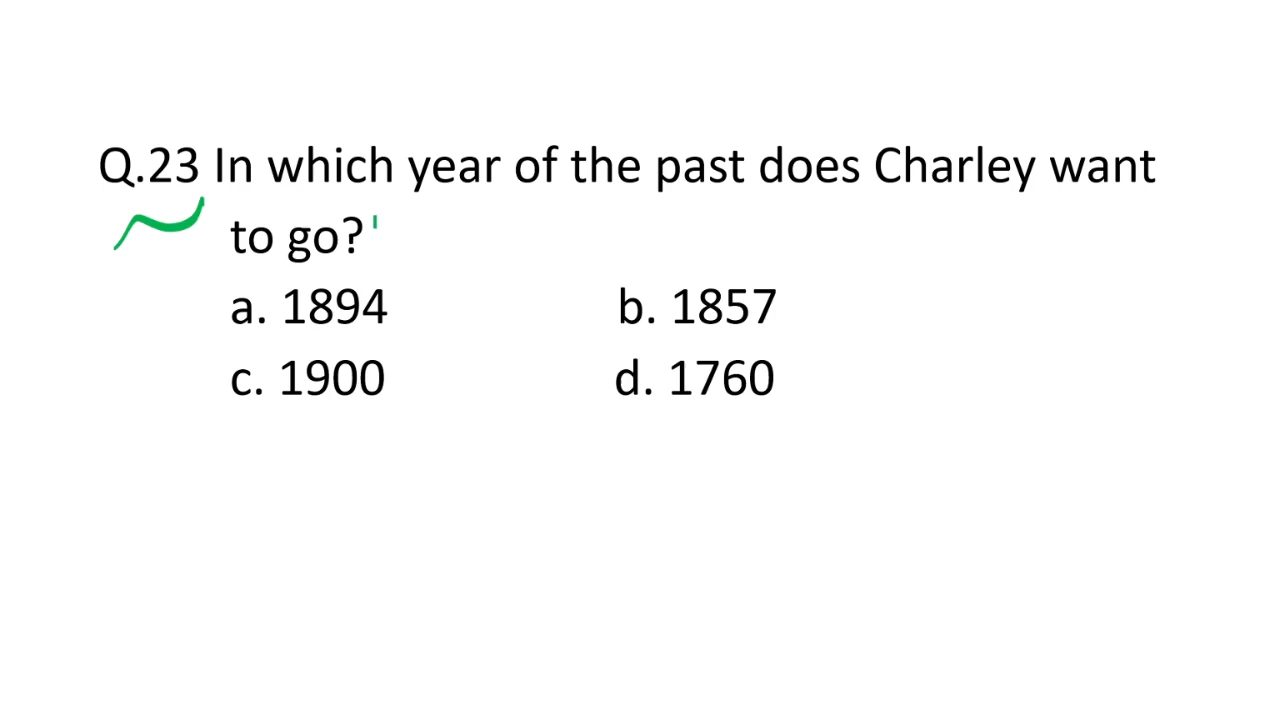 Q.23 In which year of the past does Charley want
to go?
a. 1894 b. 1857
c. 1900 d. 1760